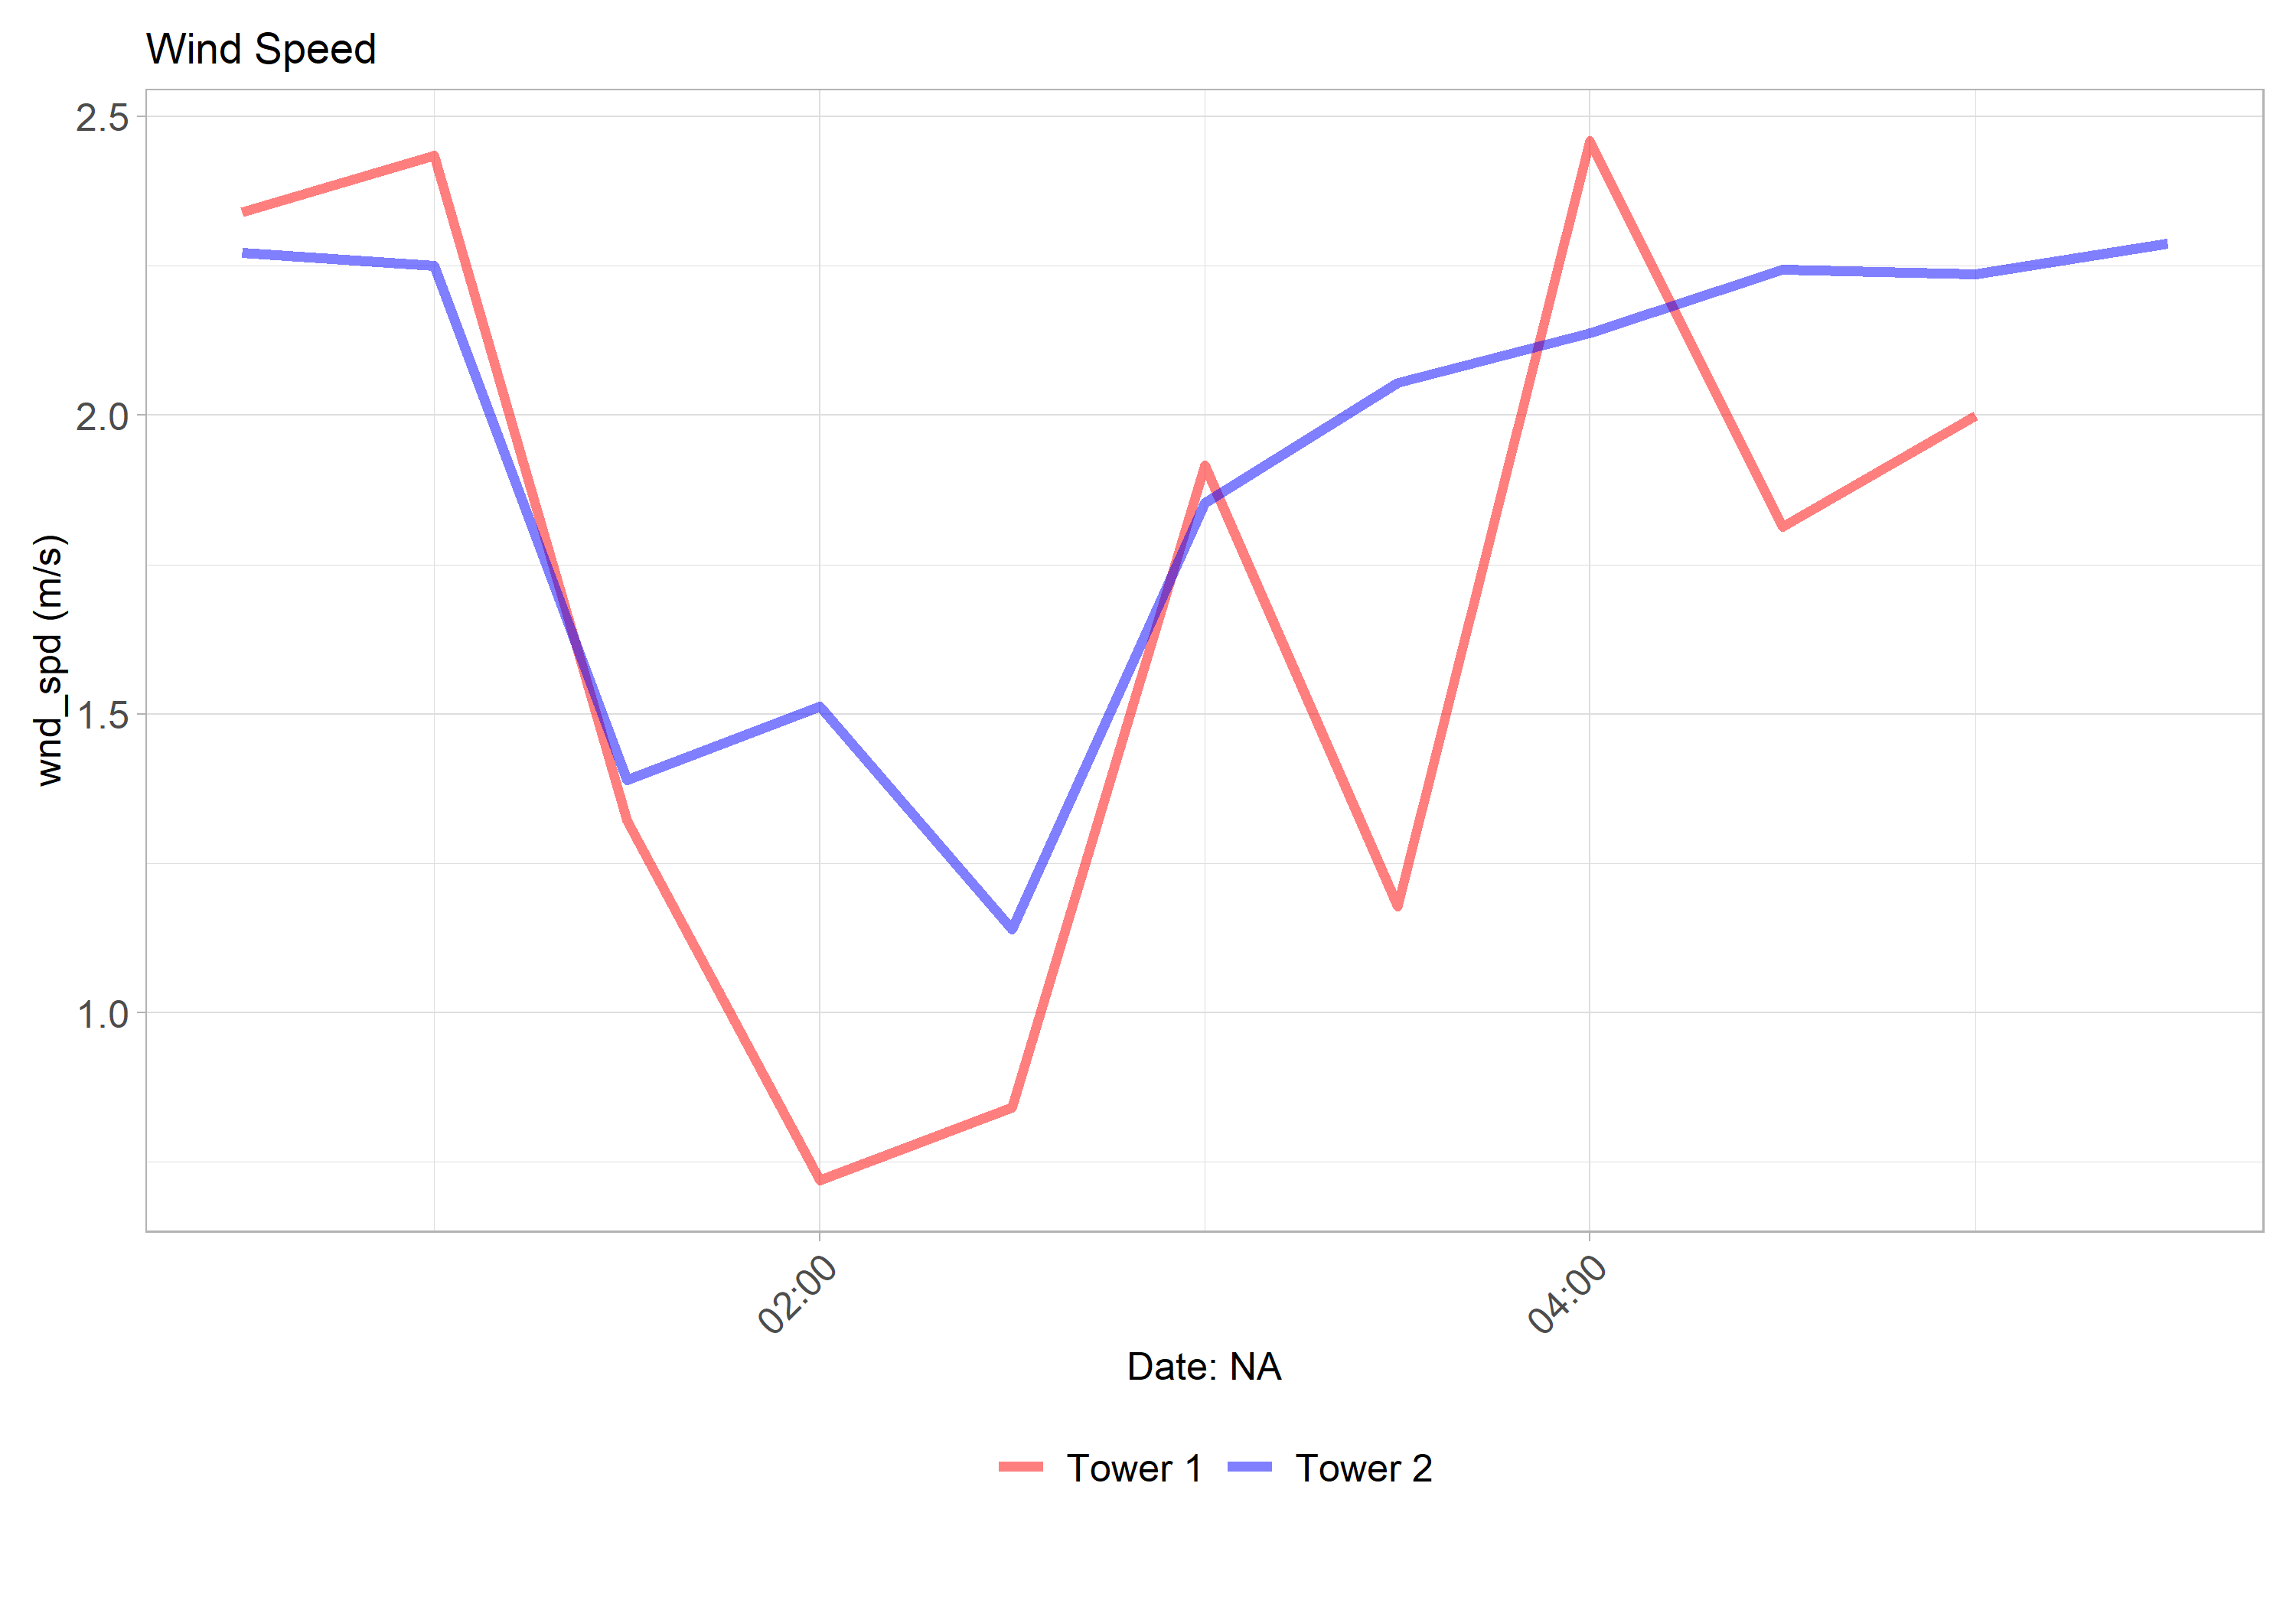 Wind Speed
2.5
2.0
1.5
1.0
wnd_spd (m/s)
02:00
04:00
Date: NA
Tower 1
Tower 2